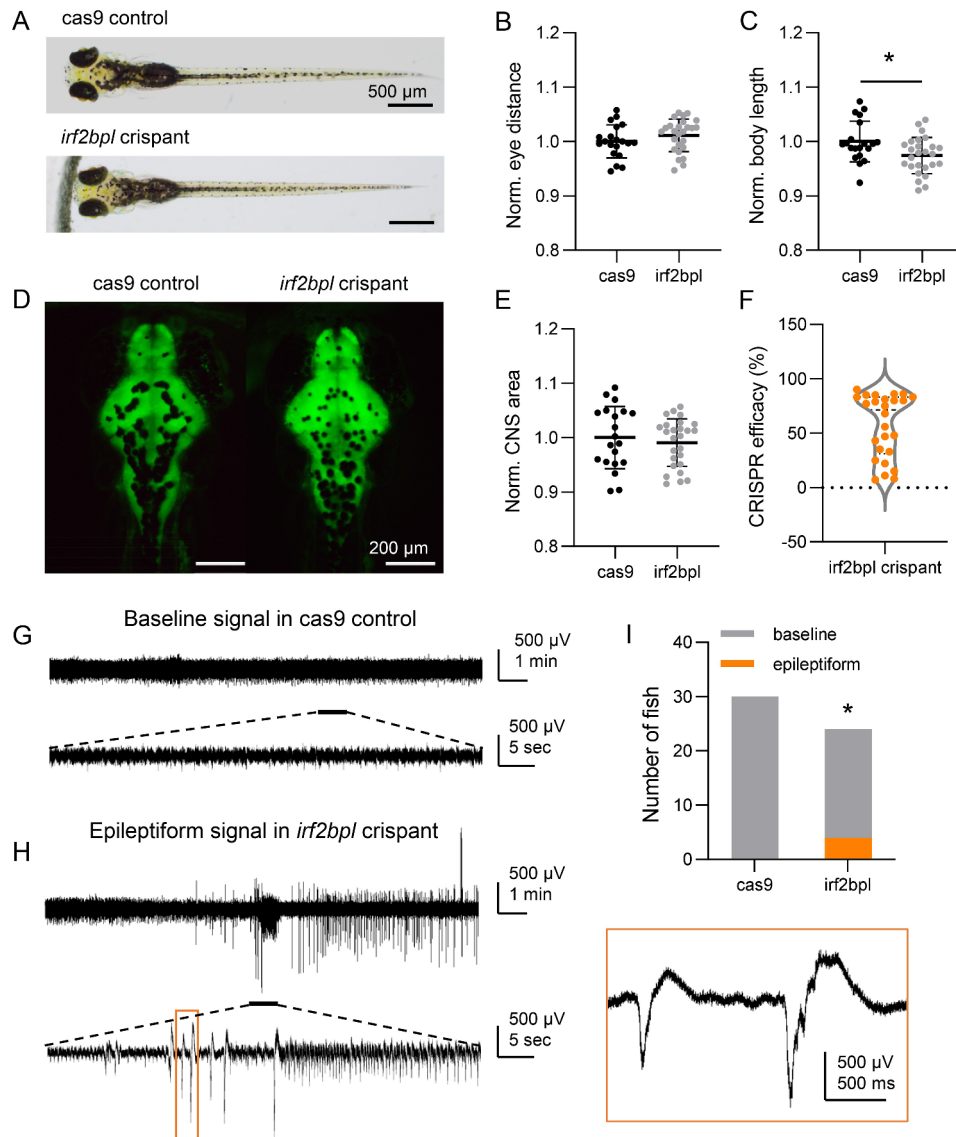 A
cas9 control
500 µm
irf2bpl crispant
B
Norm. eye distance
1.2
1.1
1.0
0.9
0.8
cas9
irf2bpl
C
Norm. body length
*
1.2
1.1
1.0
0.9
0.8
cas9
irf2bpl
D
cas9 control
irf2bpl crispant
200 µm
E
Norm. CNS area
1.2
1.1
1.0
0.9
0.8
cas9
irf2bpl
F
CRISPR efficacy (%)
150
100
50
0
-50
irf2bpl crispant
G
Baseline signal in cas9 control
500 µV
1 min
500 µV
5 sec
H
Epileptiform signal in irf2bpl crispant
500 µV
1 min
500 µV
5 sec
I
baseline
epileptiform
Number of fish
40
30
20
10
0
*
cas9
irf2bpl
500 µV
500 ms